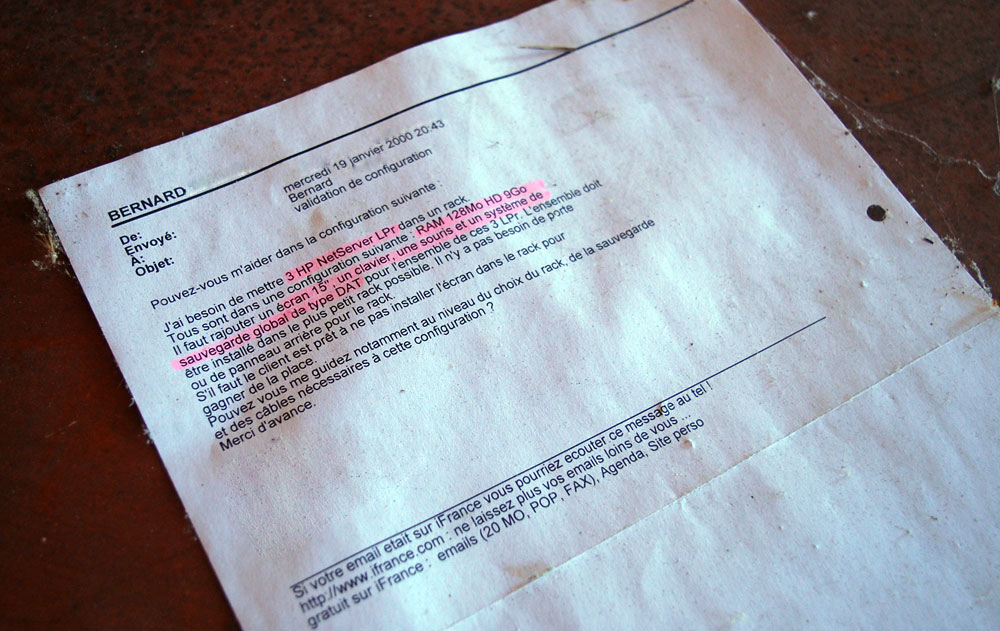 BERNARD
De:
Envoyé: mercredi 19 janvier 2000 20:43
À: Bernard
Objet: validation de configuration
Pouvez-vous m'aider dans la configuration suivante :
J'ai besoin de mettre 3 HP NetServer LPr dans un rack.
Tous sont dans une configuration suivante : RAM 128Mo HD 9Go
Il faut rajouter un écran 15", un clavier, une souris et un système de
sauvegarde global de type DAT pour l'ensemble de ces 3 LPr. L'ensemble doit
être installé dans le plus petit rack possible. Il n'y a pas besoin de porte
ou de panneau arrière pour le rack.
S'il faut le client est prêt à ne pas installer l'écran dans le rack pour
gagner de la place.
Pouvez vous me guidez notamment au niveau du choix du rack, de la sauvegarde
et des câbles nécessaires à cette configuration ?
Merci d'avance.
Si votre email etait sur iFrance vous pourriez ecouter ce message au tel !
http://www.ifrance.com : ne laissez plus vos emails loins de vous ...
gratuit sur iFrance : emails (20 MO, POP, FAX), Agenda, Site perso